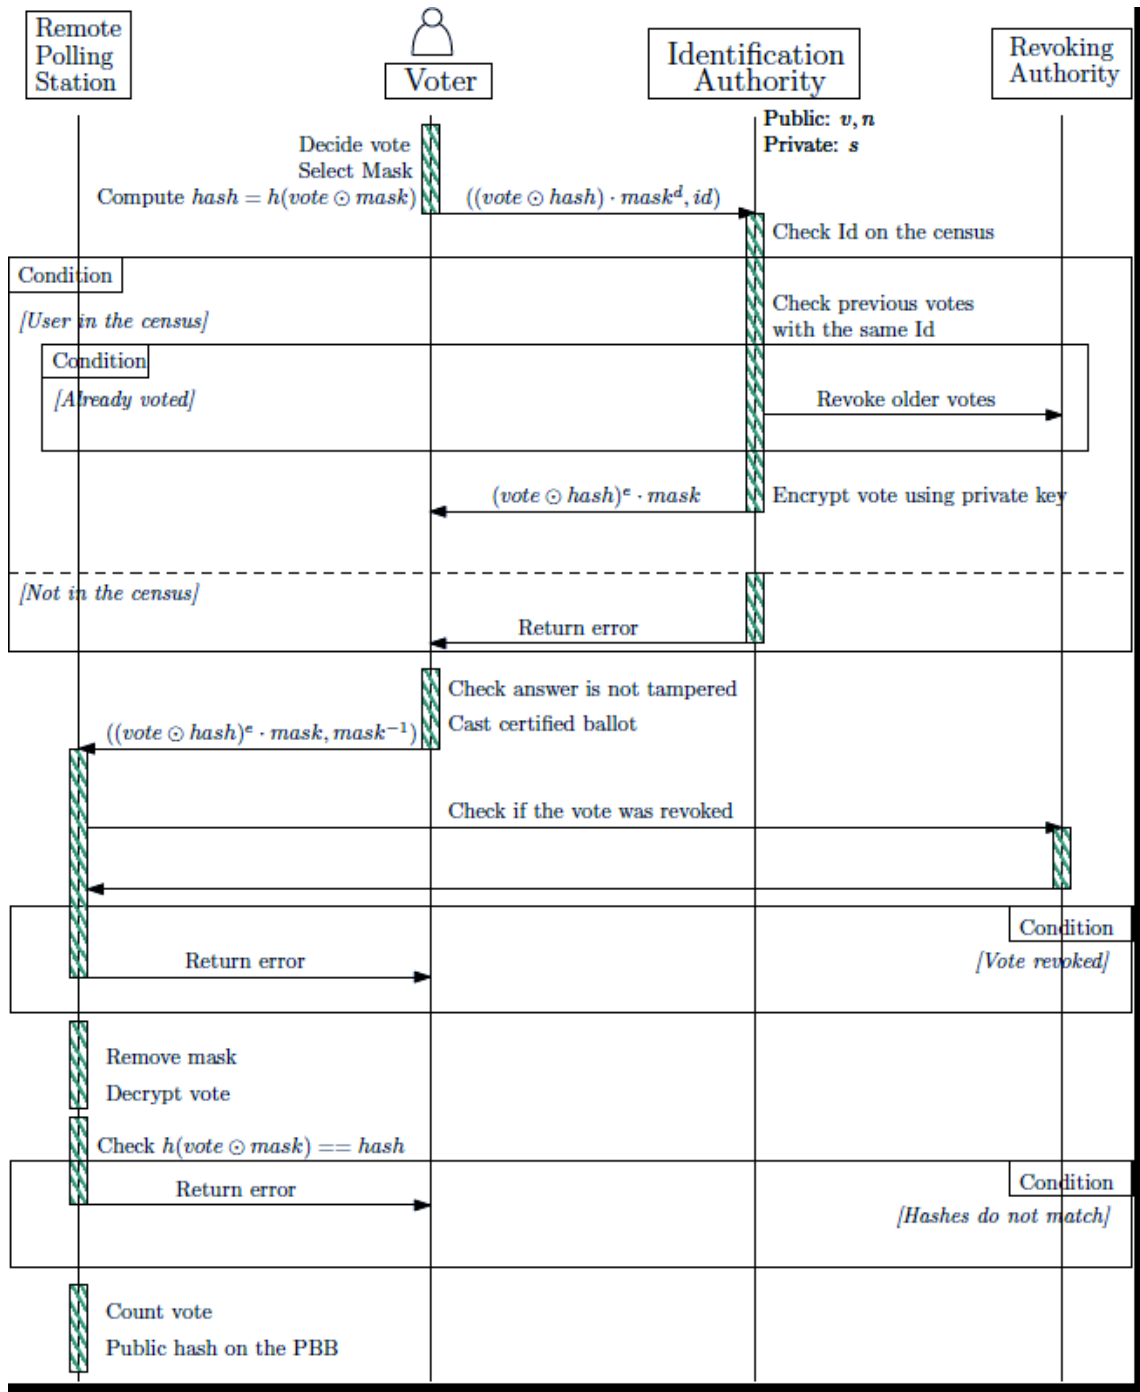 Remote
Polling
Station
Voter
Identification
Authority
Revoking
Authority
Public: v, n
Private: s
Decide vote
Select Mask
Compute hash = h(vote ⊙ mask)
((vote ⊙ hash) · mask^d, id)
Check Id on the census
Condition
[User in the census]
Check previous votes
with the same Id
Condition
[Already voted]
Revoke older votes
(vote ⊙ hash)^e · mask
Encrypt vote using private key
[Not in the census]
Return error
Check answer is not tampered
Cast certified ballot
((vote ⊙ hash)^e · mask, mask^−1)
Check if the vote was revoked
Condition
[Vote revoked]
Return error
Remove mask
Decrypt vote
Check h(vote ⊙ mask) == hash
Condition
Return error
[Hashes do not match]
Count vote
Public hash on the PBB